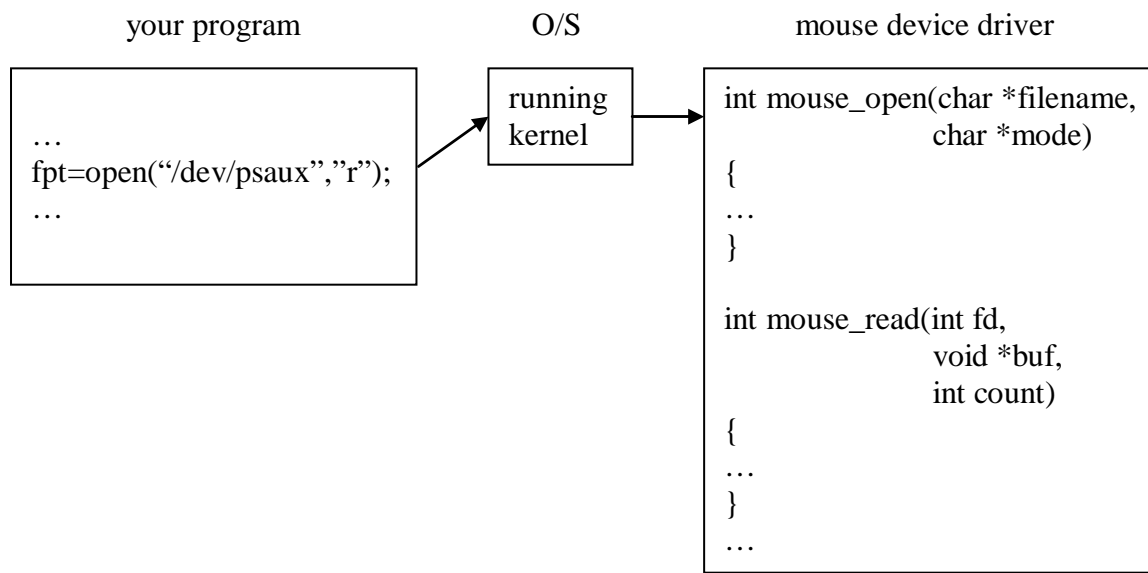 your program
O/S
mouse device driver
…
fpt=open(“/dev/psaux”,”r”);
…
running
kernel
int mouse_open(char *filename,
char *mode)
{
…
}
int mouse_read(int fd,
void *buf,
int count)
{
…
}
…